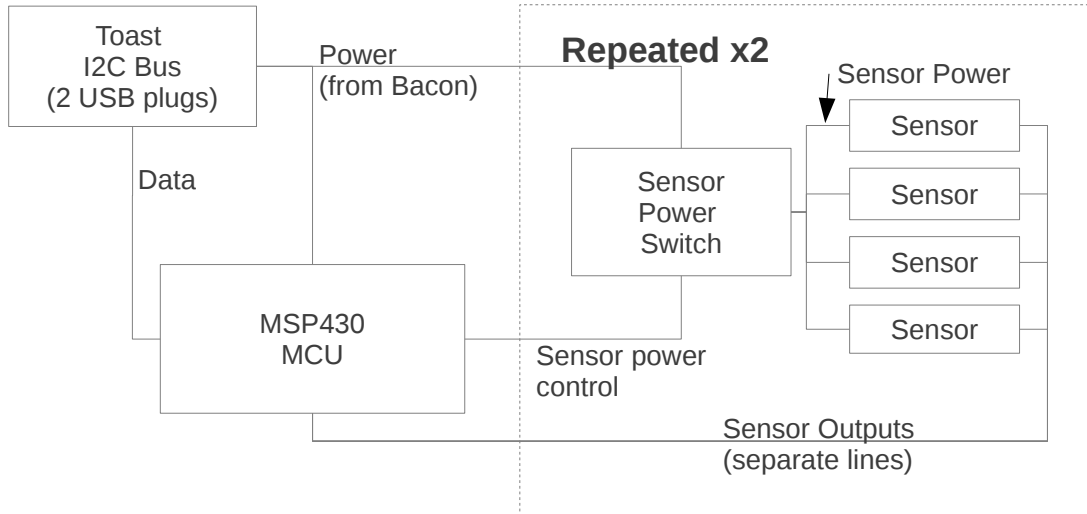 Toast
I2C Bus
(2 USB plugs)
Power
(from Bacon)
Repeated x2
Sensor Power
Sensor
Sensor
Sensor
Sensor
Data
Sensor
Power
Switch
MSP430
MCU
Sensor power
control
Sensor Outputs
(separate lines)